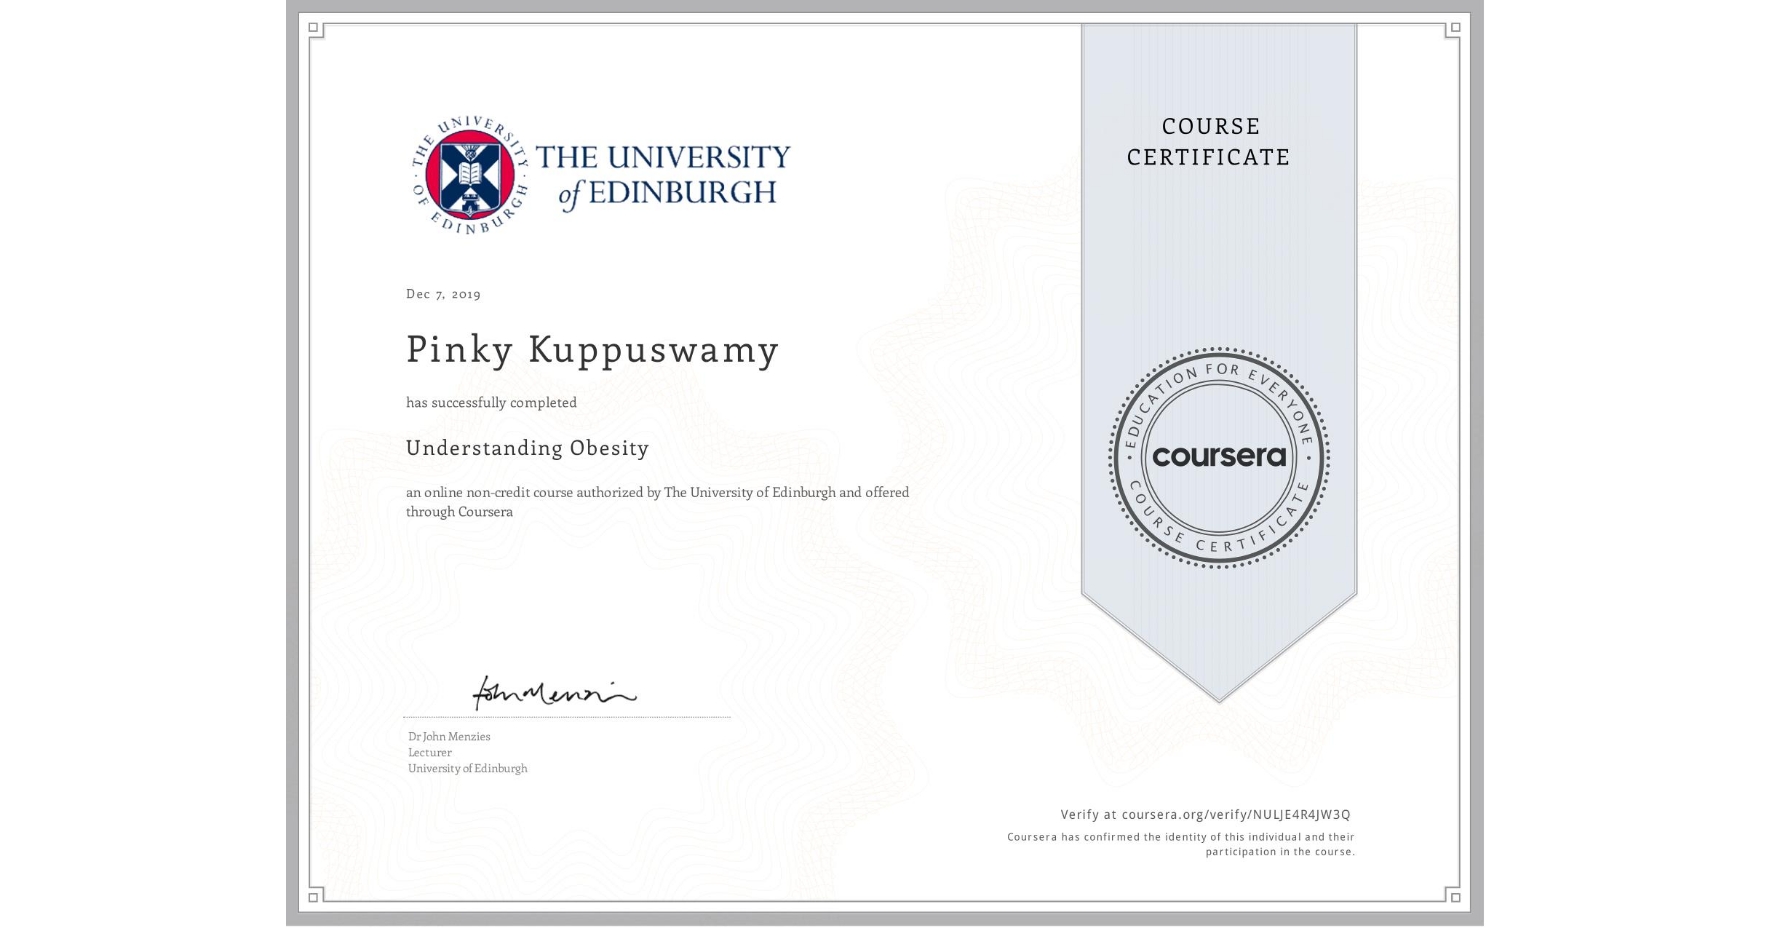 THE UNIVERSITY
OF EDINBURGH
THE UNIVERSITY
of EDINBURGH
COURSE
CERTIFICATE
Dec 7, 2019
Pinky Kuppuswamy
has successfully completed
Understanding Obesity
an online non-credit course authorized by The University of Edinburgh and offered
through Coursera
EDUCATION FOR EVERYONE
coursera
COURSE CERTIFICATE
John Menzies
Dr John Menzies
Lecturer
University of Edinburgh
Verify at coursera.org/verify/NULJE4R4JW3Q
Coursera has confirmed the identity of this individual and their
participation in the course.